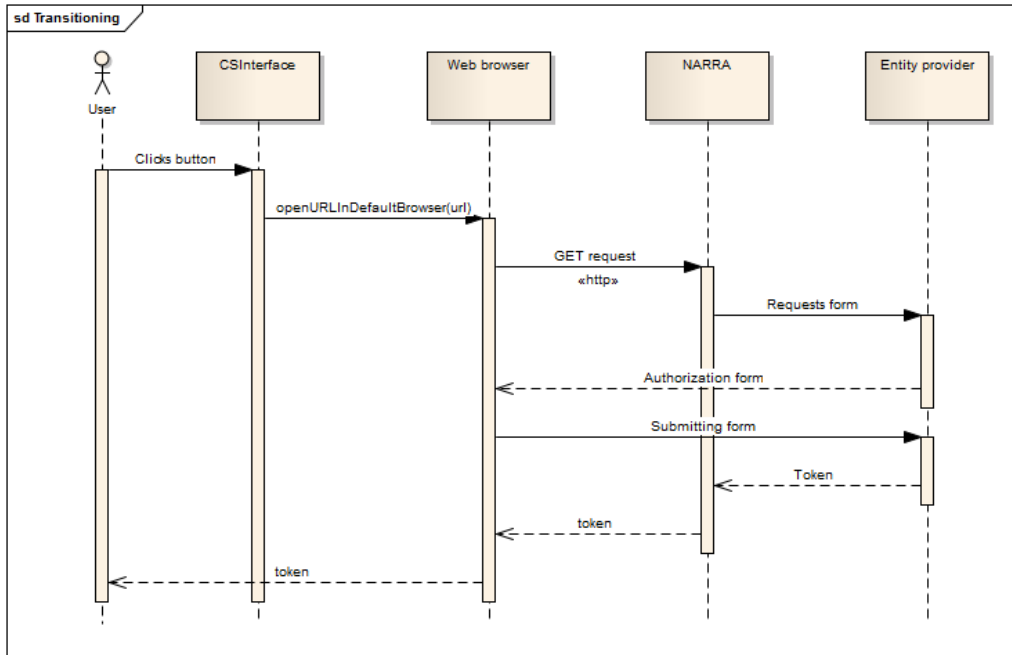 sd Transitioning
User
CSInterface
Web browser
NARRA
Entity provider
Clicks button
openURLInDefaultBrowser(url)
GET request
«http»
Requests form
Authorization form
Submitting form
Token
token
token